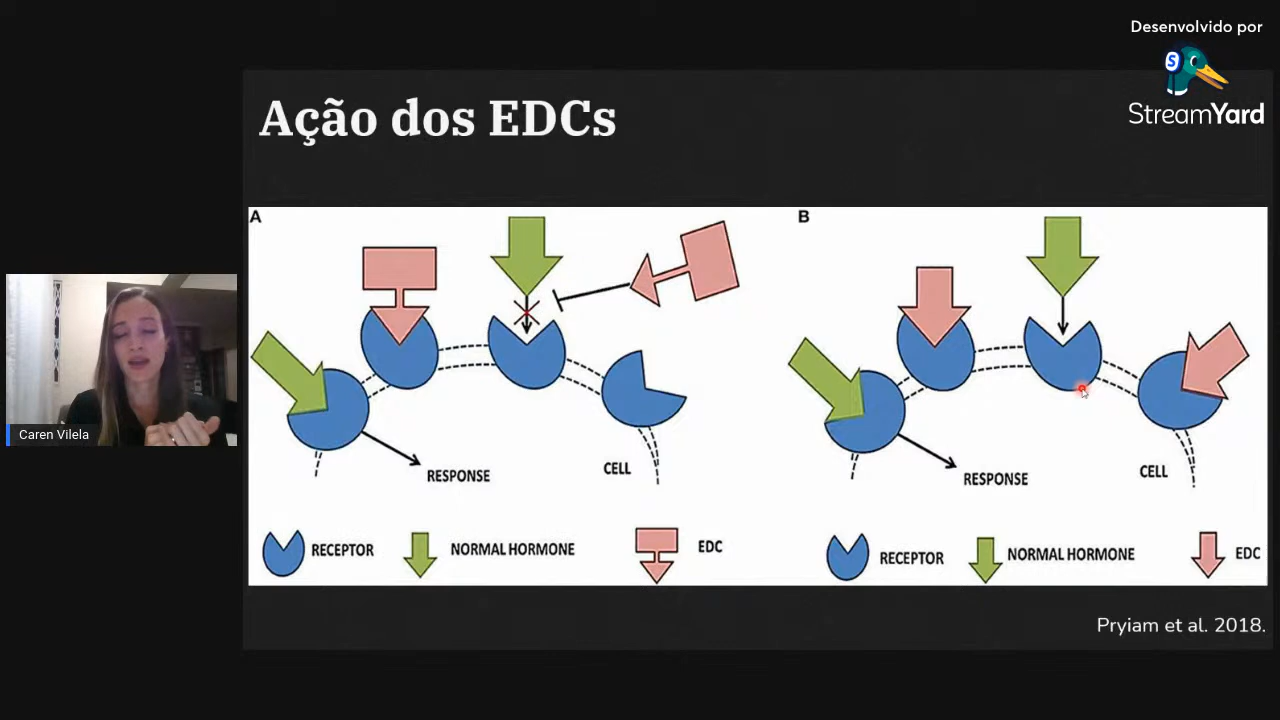 Desenvolvido por
StreamYard
Ação dos EDCs
A
B
RESPONSE
CELL
RESPONSE
CELL
RECEPTOR
NORMAL HORMONE
EDC
RECEPTOR
NORMAL HORMONE
EDC
Caren Vilela
Pryiam et al. 2018.